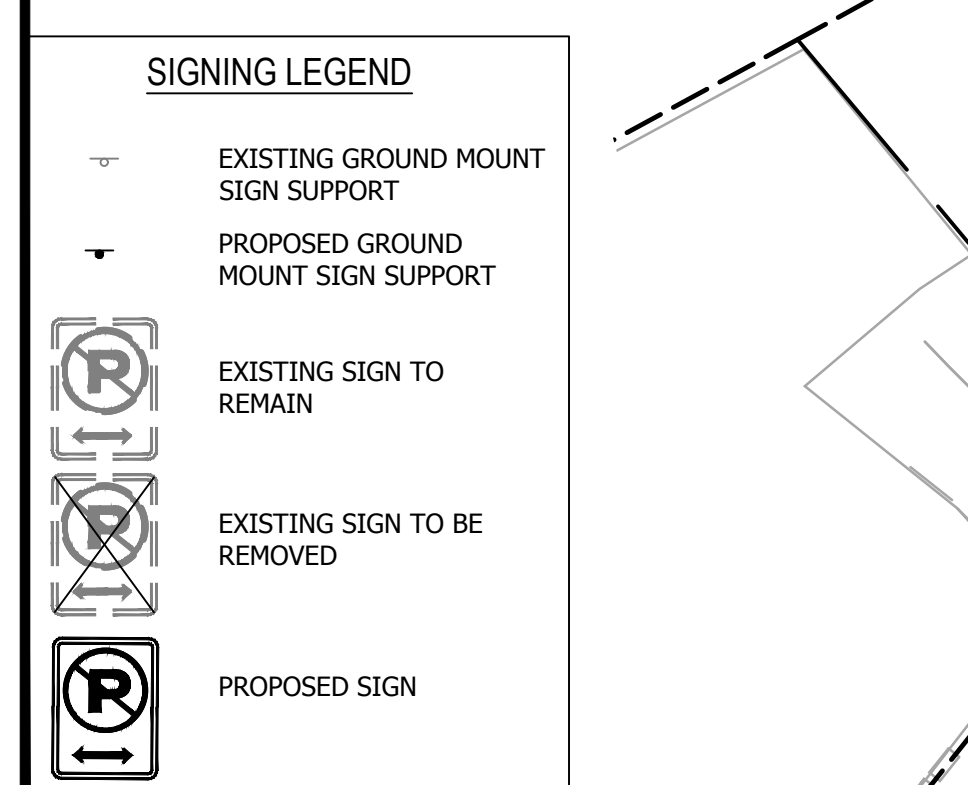 SIGNING LEGEND
EXISTING GROUND MOUNT
SIGN SUPPORT
PROPOSED GROUND
MOUNT SIGN SUPPORT
P
EXISTING SIGN TO
REMAIN
P
EXISTING SIGN TO BE
REMOVED
P
PROPOSED SIGN